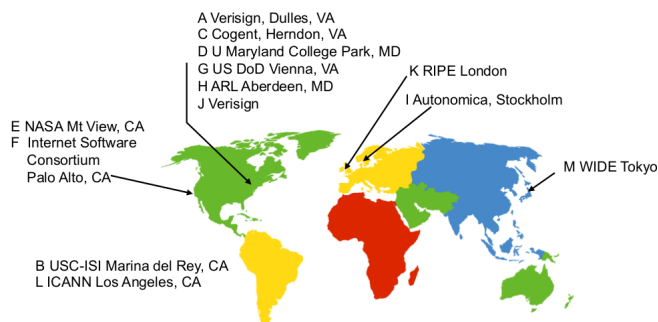 A Verisign, Dulles, VA
C Cogent, Herndon, VA
D U Maryland College Park, MD
G US DoD Vienna, VA
H ARL Aberdeen, MD
J Verisign
K RIPE London
I Autonomica, Stockholm
E NASA Mt View, CA
F Internet Software
Consortium
Palo Alto, CA
M WIDE Tokyo
B USC-ISI Marina del Rey, CA
L ICANN Los Angeles, CA